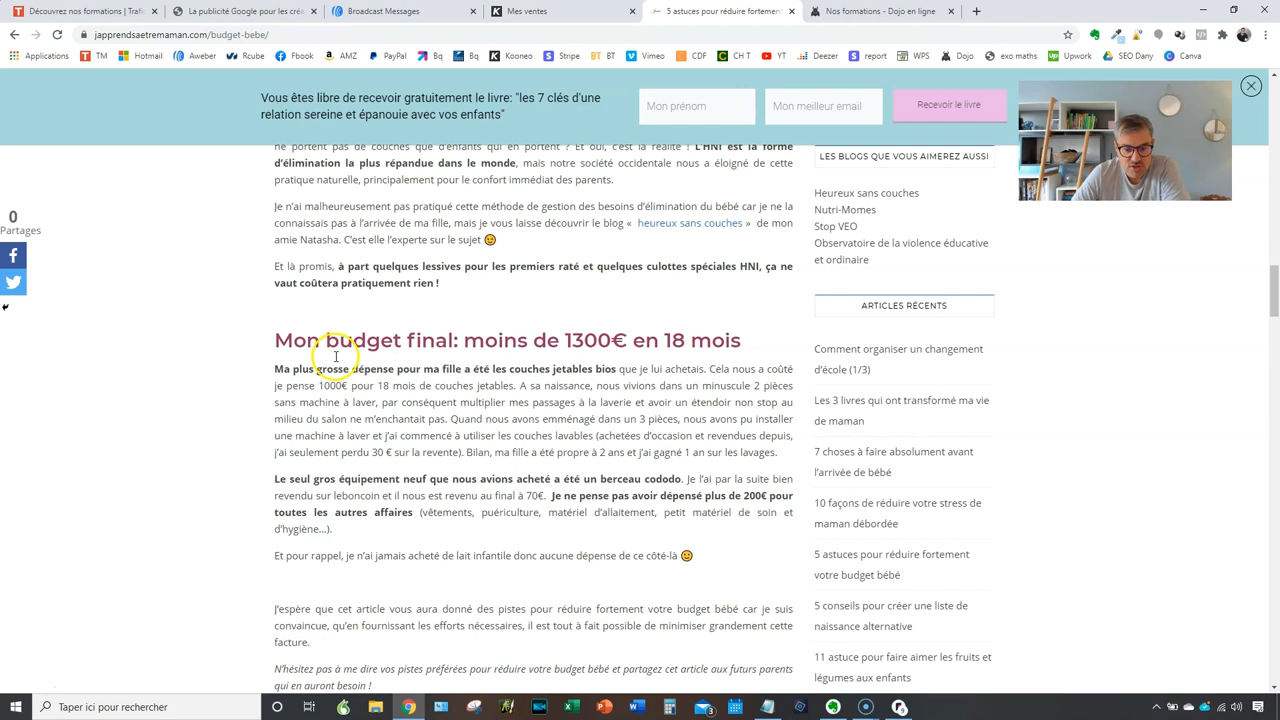 Découvrez nos formations | Trafic
La publicité Google pour les créa
Broadcast Messages
Mes ventes
5 astuces pour réduire fortement
Nos formations - Dojo en ligne
japprendsaetremaman.com/budget-bebe/
Applications TM Hotmail Aweber Rcube Ebook AMZ PayPal Bq Kooneo Stripe BT Vimeo CDF CH T YT Deezer report WPS Dojo exo maths Upwork SEO Dany Canva
Vous êtes libre de recevoir gratuitement le livre: "les 7 clés d'une
relation sereine et épanouie avec vos enfants"
Mon prénom
Mon meilleur email
Recevoir le livre
0
Partages
ne portent pas de couches que d'enfants qui en portent ? Et oui, c'est la réalité ! L'HNI est la forme
d'élimination la plus répandue dans le monde, mais notre société occidentale nous a éloigné de cette
pratique naturelle, principalement pour le confort immédiat des parents.
Je n'ai malheureusement pas pratiqué cette méthode de gestion des besoins d'élimination du bébé car je ne la
connaissais pas à l'arrivée de ma fille, mais je vous laisse découvrir le blog « heureux sans couches » de mon
amie Natasha. C'est elle l'experte sur le sujet 😉
Et là promis, à part quelques lessives pour les premiers raté et quelques culottes spéciales HNI, ça ne
vaut coûtera pratiquement rien !
Mon budget final: moins de 1300€ en 18 mois
Ma plus grosse dépense pour ma fille a été les couches jetables bios que je lui achetais. Cela nous a coûté
je pense 1000€ pour 18 mois de couches jetables. A sa naissance, nous vivions dans un minuscule 2 pièces
sans machine à laver, par conséquent multiplier mes passages à la laverie et avoir un étendoir non stop au
milieu du salon ne m'enchantait pas. Quand nous avons emménagé dans un 3 pièces, nous avons pu installer
une machine à laver et j'ai commencé à utiliser les couches lavables (achetées d'occasion et revendues depuis,
j'ai seulement perdu 30 € sur la revente). Bilan, ma fille a été propre à 2 ans et j'ai gagné 1 an sur les lavages.
Le seul gros équipement neuf que nous avions acheté a été un berceau cododo. Je l'ai par la suite bien
revendu sur leboncoin et il nous est revenu au final à 70€. Je ne pense pas avoir dépensé plus de 200€ pour
toutes les autres affaires (vêtements, puériculture, matériel d'allaitement, petit matériel de soin et
d'hygiène...).
Et pour rappel, je n'ai jamais acheté de lait infantile donc aucune dépense de ce côté-là 😉
J'espère que cet article vous aura donné des pistes pour réduire fortement votre budget bébé car je suis
convaincue, qu'en fournissant les efforts nécessaires, il est tout à fait possible de minimiser grandement cette
facture.
N'hésitez pas à me dire vos pistes préférées pour réduire votre budget bébé et partagez cet article aux futurs parents
qui en auront besoin !
LES BLOGS QUE VOUS AIMEREZ AUSSI
Heureux sans couches
Nutri-Momes
Stop VEO
Observatoire de la violence éducative
et ordinaire
ARTICLES RÉCENTS
Comment organiser un changement
d'école (1/3)
Les 3 livres qui ont transformé ma vie
de maman
7 choses à faire absolument avant
l'arrivée de bébé
10 façons de réduire votre stress de
maman débordée
5 astuces pour réduire fortement
votre budget bébé
5 conseils pour créer une liste de
naissance alternative
11 astuce pour faire aimer les fruits et
légumes aux enfants
Taper ici pour rechercher